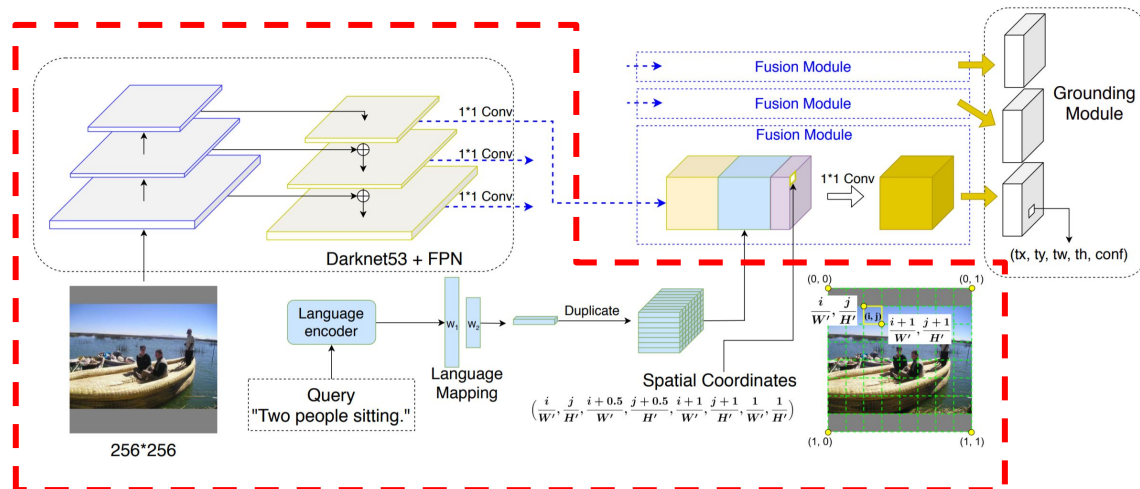 1*1 Conv
1*1 Conv
1*1 Conv
Darknet53 + FPN
Fusion Module
Fusion Module
Fusion Module
1*1 Conv
Grounding
Module
(tx, ty, tw, th, conf)
256*256
Language
encoder
Query
"Two people sitting."
W₁
W₂
Language
Mapping
Duplicate
Spatial Coordinates
(i/W′, j/H′, i+0.5/W′, j+0.5/H′, i+1/W′, j+1/H′, 1/W′, 1/H′)
(0, 0)
(0, 1)
i/W′, j/H′
(i, j)
i+1/W′, j+1/H′
(1, 0)
(1, 1)